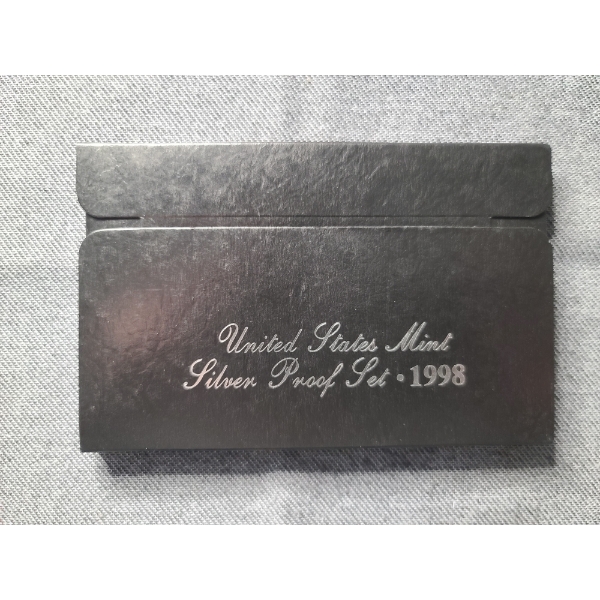 United States Mint
Silver Proof Set • 1998